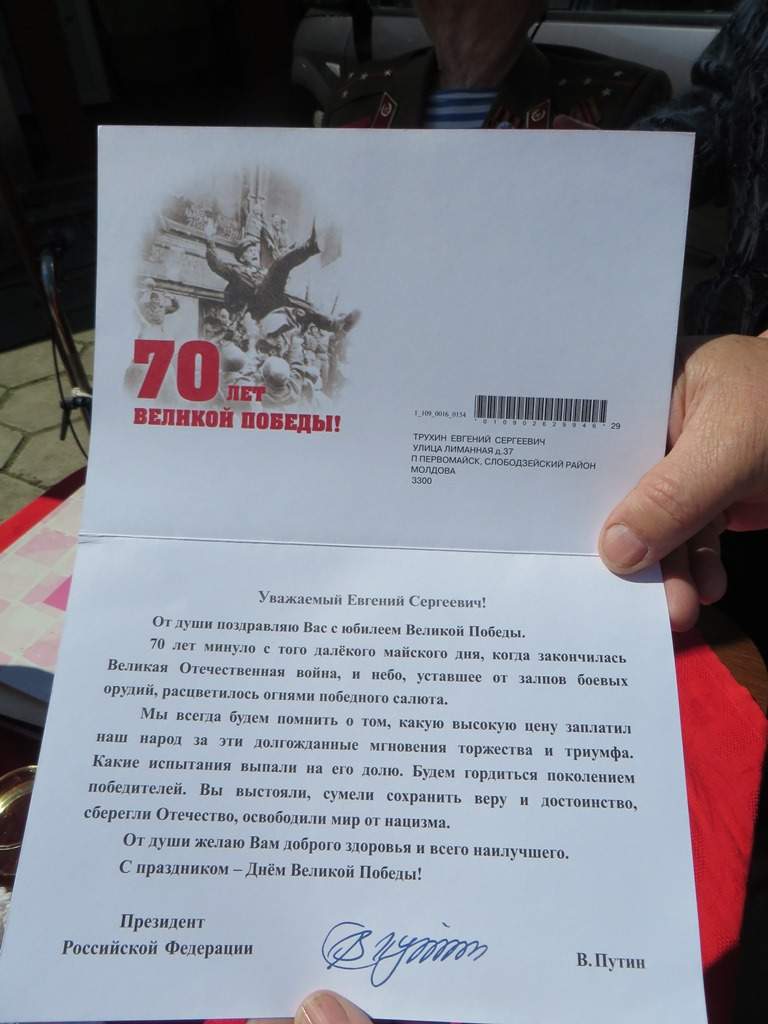 70 ЛЕТ
ВЕЛИКОЙ ПОБЕДЫ!
1_109_0016_0154
010902629946 29
ТРУХИН ЕВГЕНИЙ СЕРГЕЕВИЧ
УЛИЦА ЛИМАННАЯ д.37
П ПЕРВОМАЙСК, СЛОБОДЗЕЙСКИЙ РАЙОН
МОЛДОВА
3300
Уважаемый Евгений Сергеевич!
От души поздравляю Вас с юбилеем Великой Победы.
70 лет минуло с того далёкого майского дня, когда закончилась
Великая Отечественная война, и небо, уставшее от залпов боевых
орудий, расцветилось огнями победного салюта.
Мы всегда будем помнить о том, какую высокую цену заплатил
наш народ за эти долгожданные мгновения торжества и триумфа.
Какие испытания выпали на его долю. Будем гордиться поколением
победителей. Вы выстояли, сумели сохранить веру и достоинство,
сберегли Отечество, освободили мир от нацизма.
От души желаю Вам доброго здоровья и всего наилучшего.
С праздником – Днём Великой Победы!
Президент
Российской Федерации
В.Путин